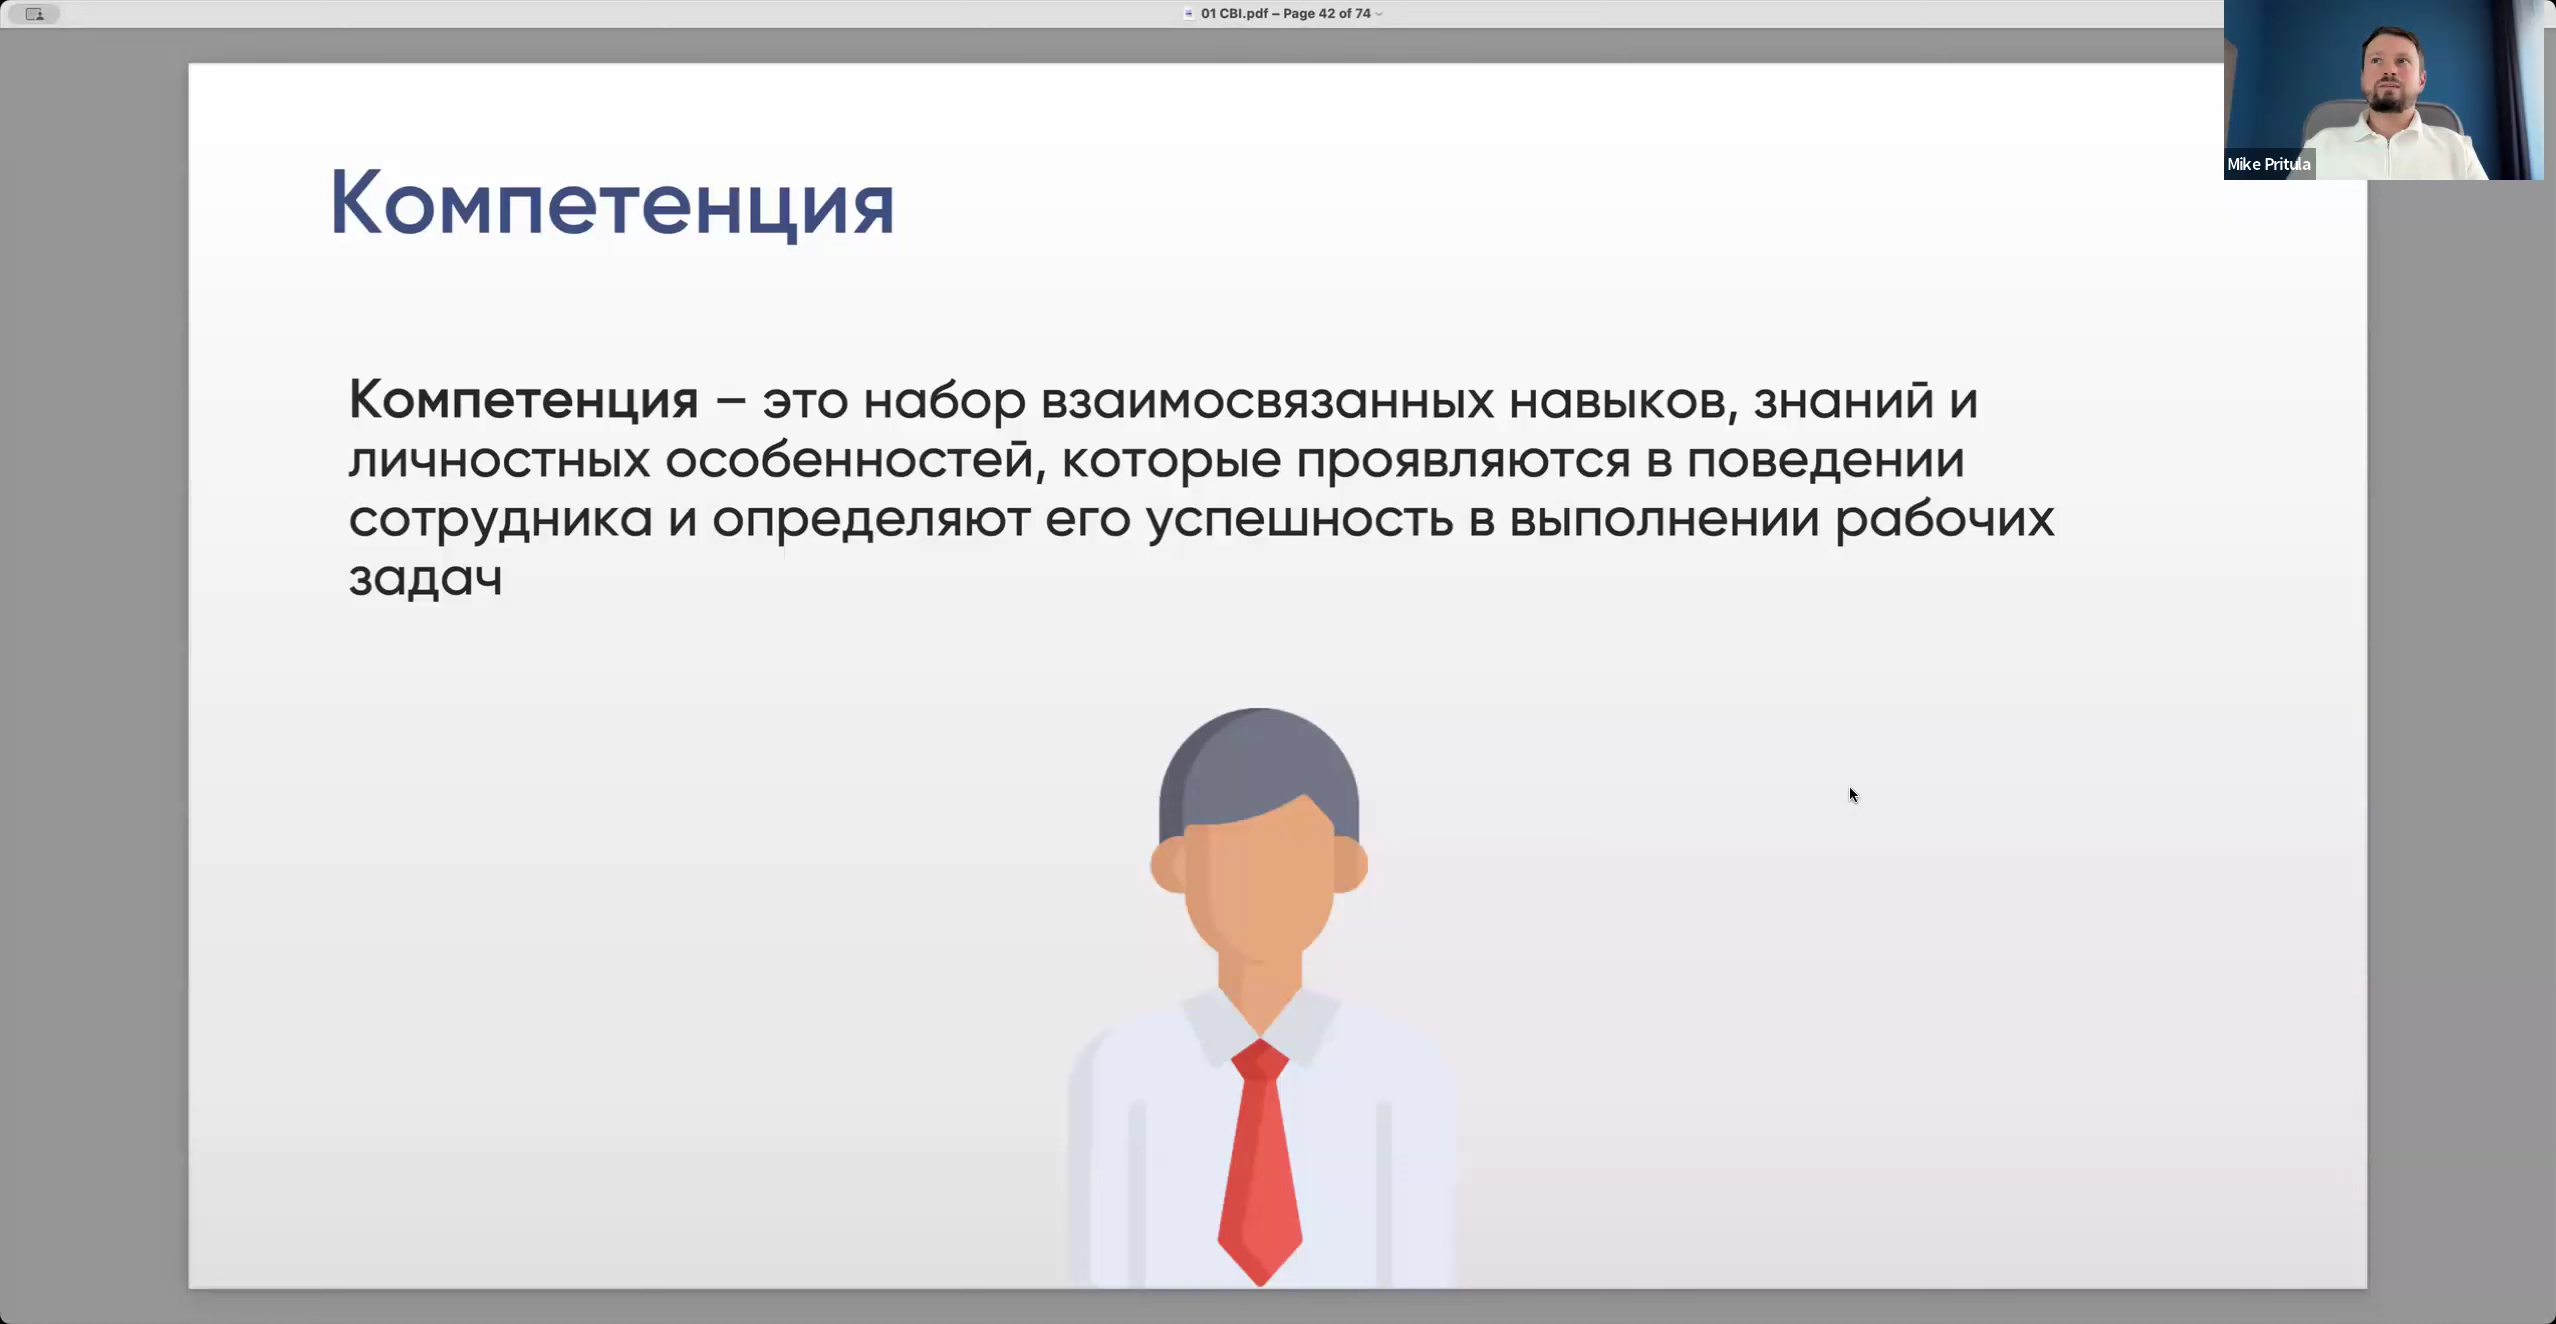 01 CBI.pdf – Page 42 of 74
Mike Pritula
Компетенция
Компетенция – это набор взаимосвязанных навыков, знаний и
личностных особенностей, которые проявляются в поведении
сотрудника и определяют его успешность в выполнении рабочих
задач